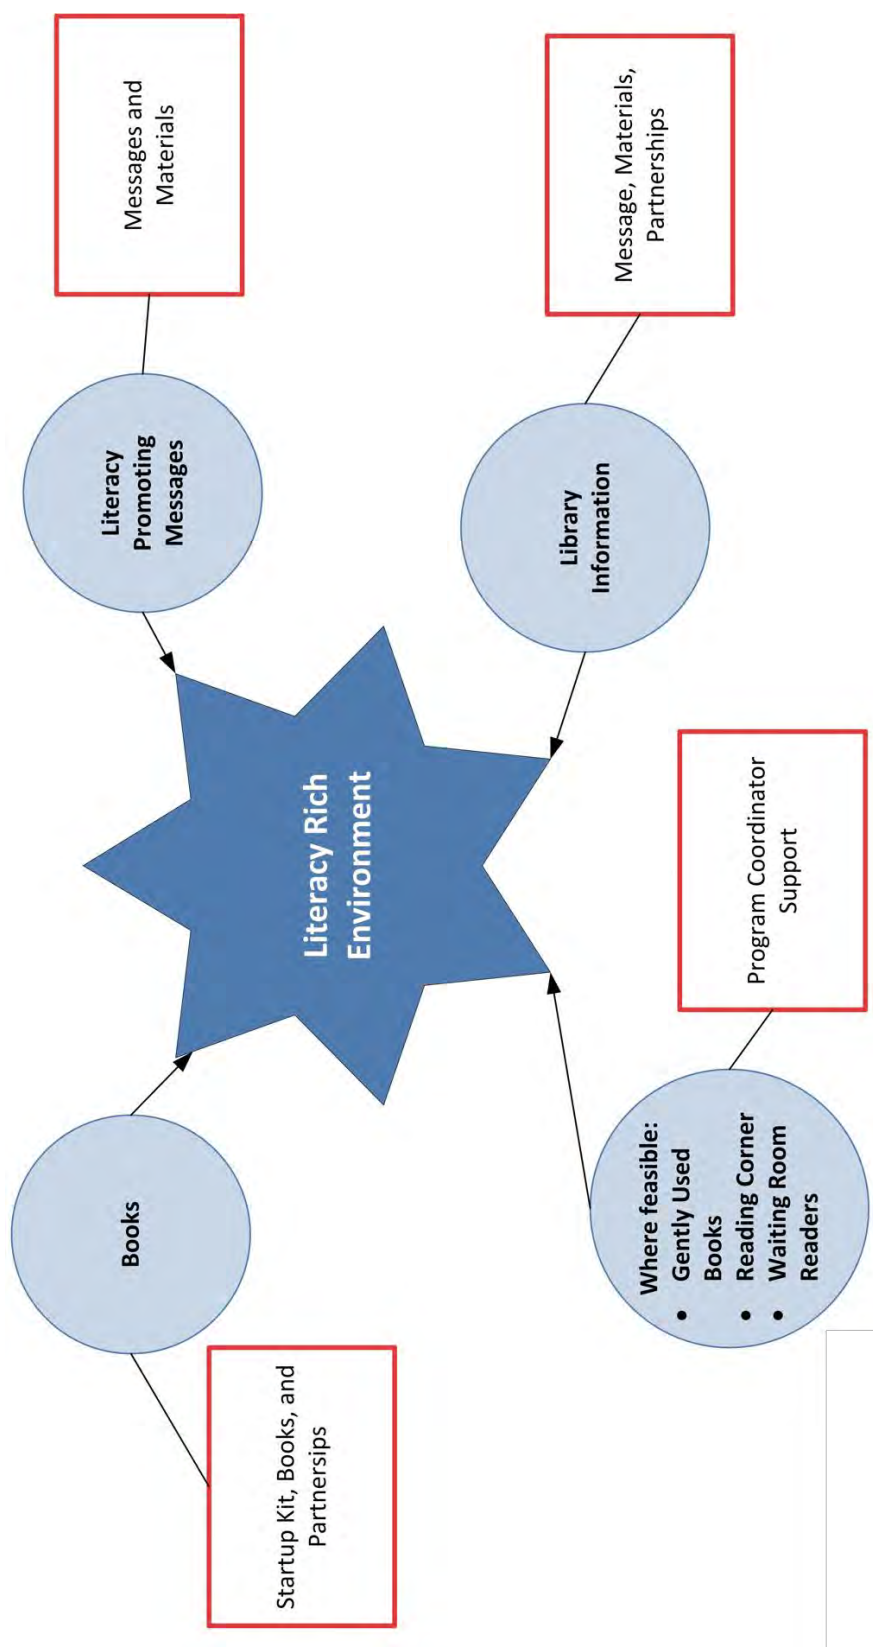 Books
Literacy
Promoting
Messages
Messages and
Materials
Startup Kit, Books, and
Partnersips
Literacy Rich
Environment
Library
Information
Message, Materials,
Partnerships
Where feasible:
• Gently Used
Books
• Reading Corner
• Waiting Room
Readers
Program Coordinator
Support